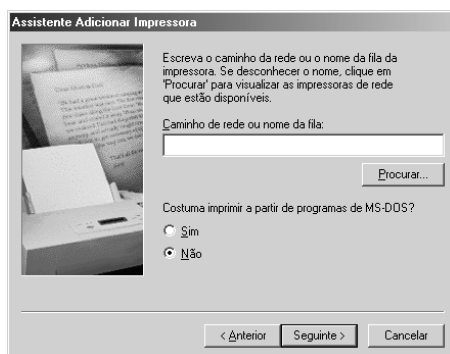 Assistente Adicionar Impressora
Escreva o caminho da rede ou o nome da fila da
impressora. Se desconhecer o nome, clique em
'Procurar' para visualizar as impressoras de rede
que estão disponíveis.
Caminho de rede ou nome da fila:
Procurar...
Costuma imprimir a partir de programas de MS-DOS?
Sim
Não
< Anterior
Seguinte >
Cancelar